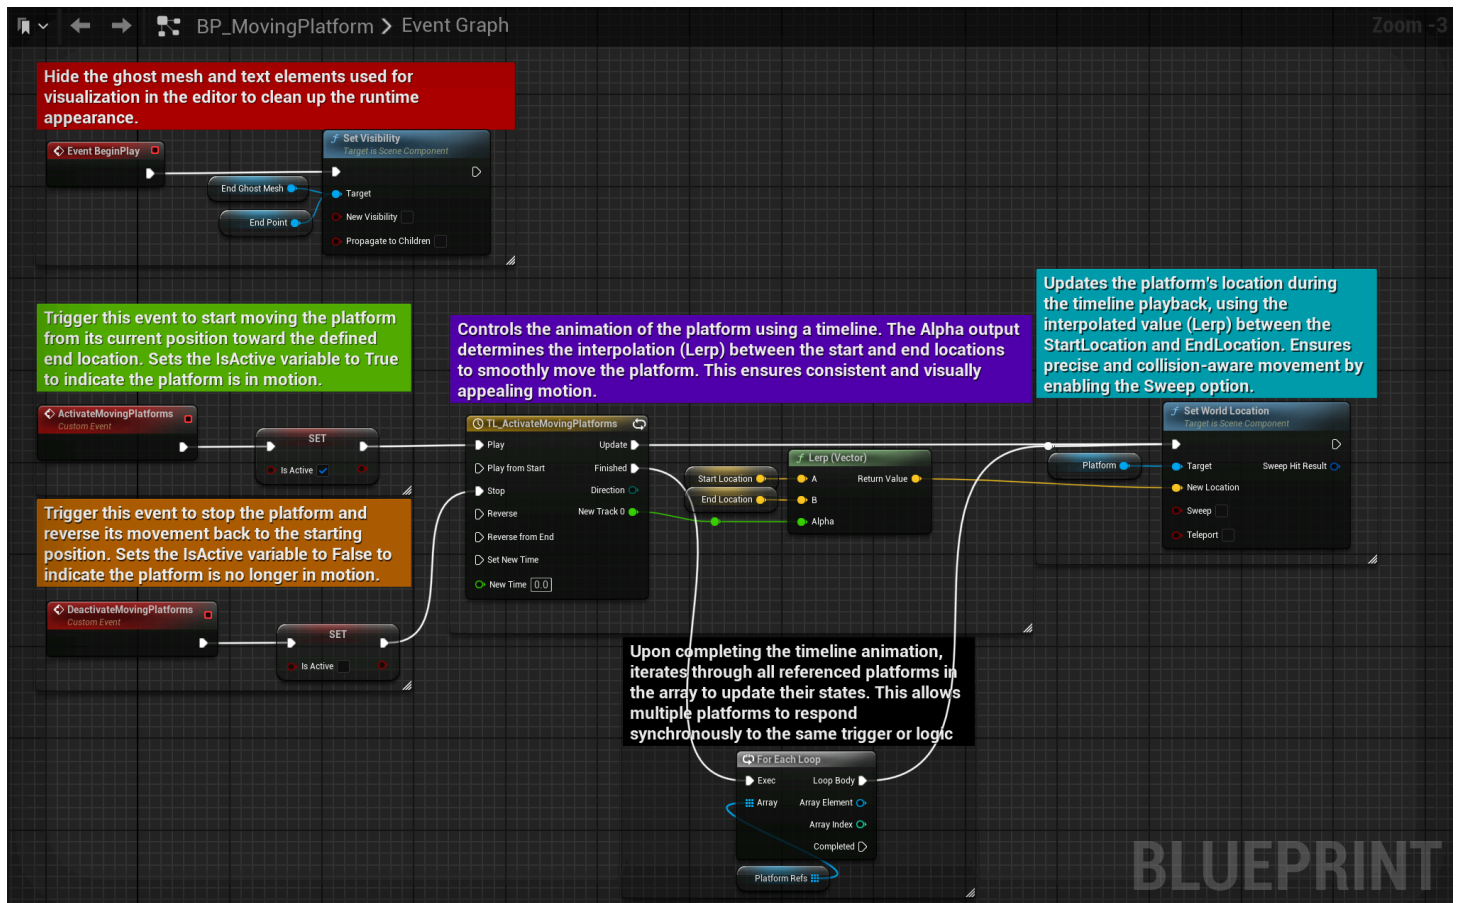 BP_MovingPlatform > Event Graph
Zoom -3
Hide the ghost mesh and text elements used for
visualization in the editor to clean up the runtime
appearance.
Event BeginPlay
Set Visibility
Target is Scene Component
End Ghost Mesh
Target
End Point
New Visibility
Propagate to Children
Trigger this event to start moving the platform
from its current position toward the defined
end location. Sets the IsActive variable to True
to indicate the platform is in motion.
ActivateMovingPlatforms
Custom Event
SET
Is Active
Trigger this event to stop the platform and
reverse its movement back to the starting
position. Sets the IsActive variable to False to
indicate the platform is no longer in motion.
DeactivateMovingPlatforms
Custom Event
SET
Is Active
Controls the animation of the platform using a timeline. The Alpha output
determines the interpolation (Lerp) between the start and end locations
to smoothly move the platform. This ensures consistent and visually
appealing motion.
TL_ActivateMovingPlatforms
Play
Update
Play from Start
Finished
Stop
Direction
Reverse
New Track 0
Reverse from End
Set New Time
New Time 0.0
Start Location
End Location
Lerp (Vector)
A
Return Value
B
Alpha
Updates the platform's location during
the timeline playback, using the
interpolated value (Lerp) between the
StartLocation and EndLocation. Ensures
precise and collision-aware movement by
enabling the Sweep option.
Set World Location
Target is Scene Component
Platform
Target
Sweep Hit Result
New Location
Sweep
Teleport
Upon completing the timeline animation,
iterates through all referenced platforms in
the array to update their states. This allows
multiple platforms to respond
synchronously to the same trigger or logic
For Each Loop
Exec
Loop Body
Array
Array Element
Array Index
Completed
Platform Refs
BLUEPRINT